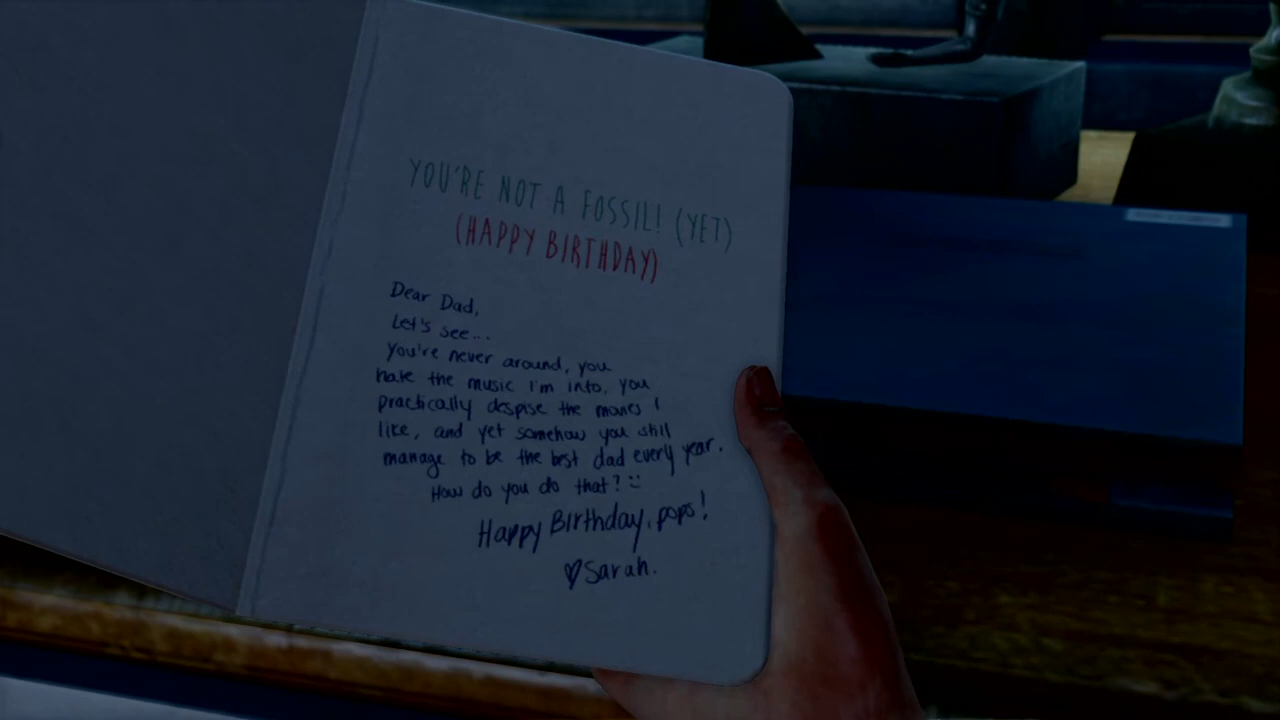 YOU'RE NOT A FOSSIL! (YET)
(HAPPY BIRTHDAY)
Dear Dad,
Let's see...
You're never around, you
hate the music I'm into, you
practically despise the movies I
like, and yet somehow you still
manage to be the best dad every year.
How do you do that? :)
Happy Birthday, pops!
♡Sarah.